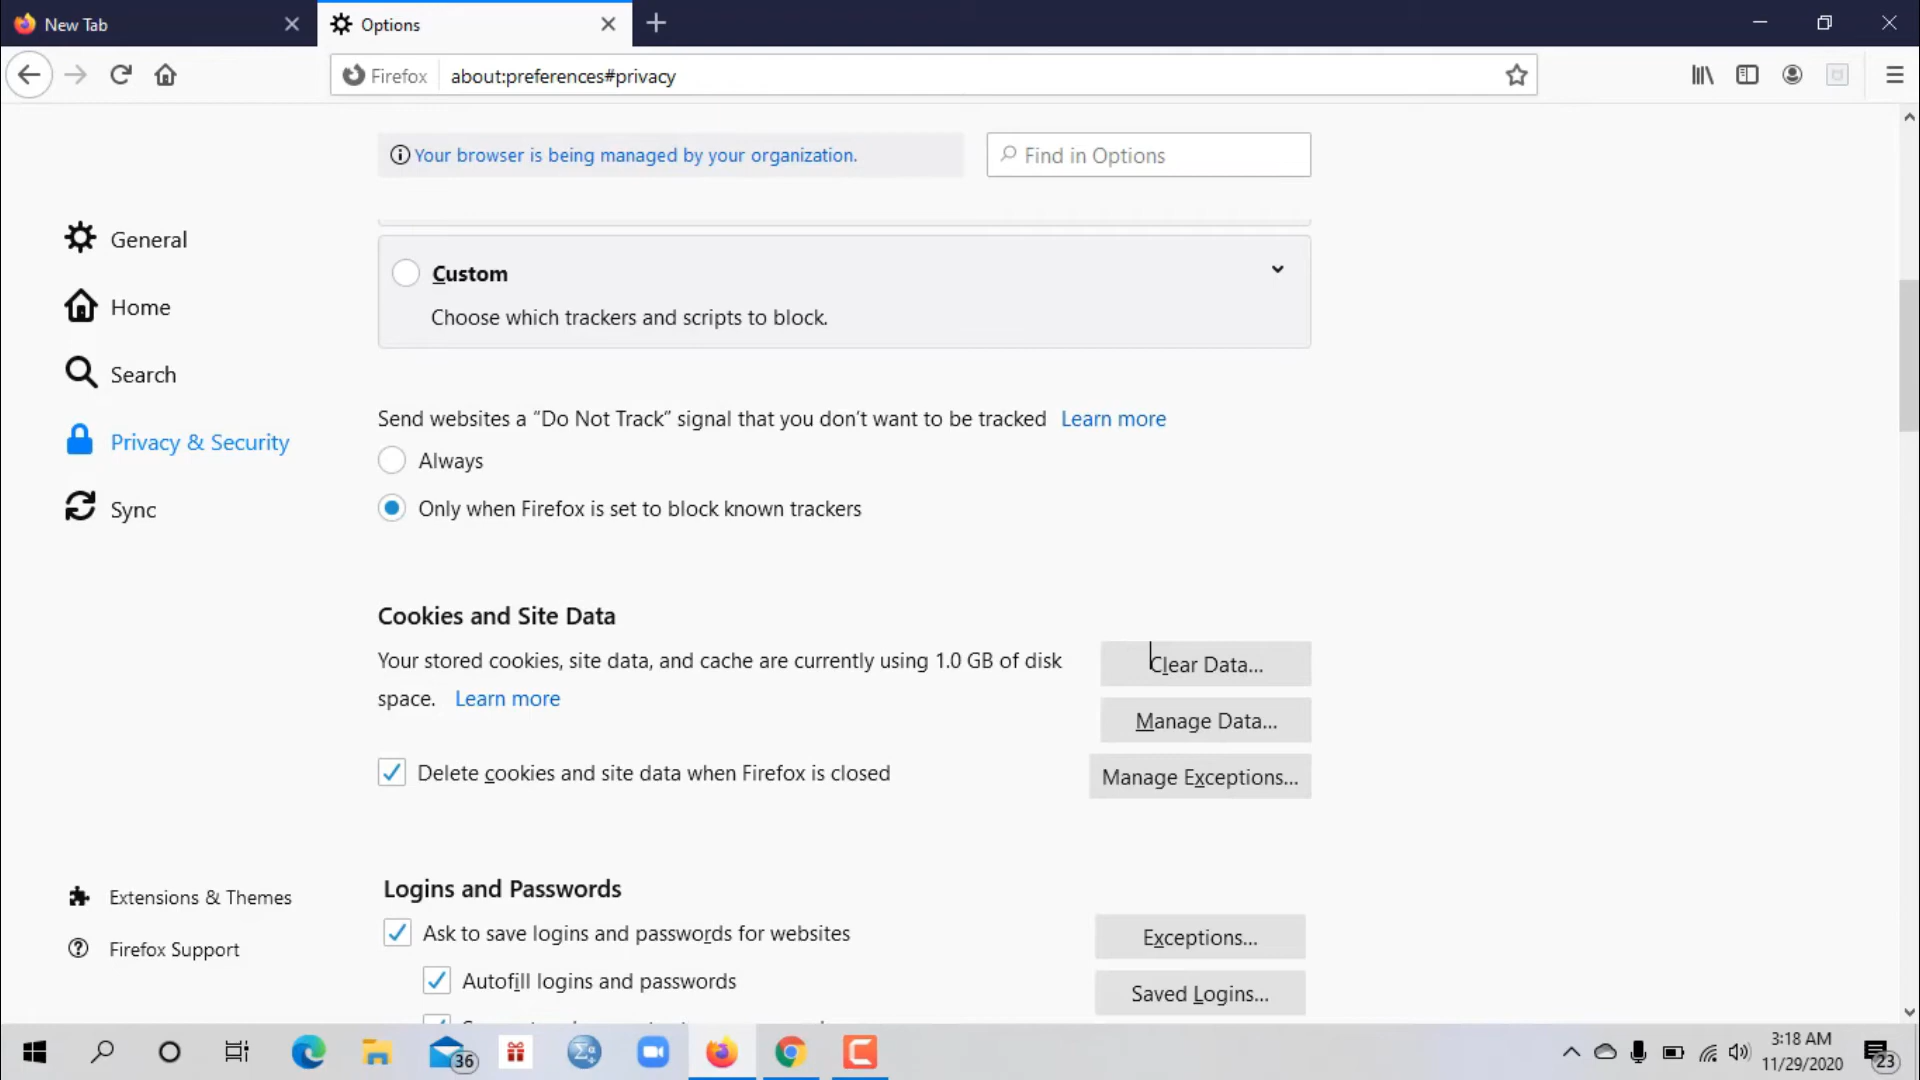 New Tab
Options
Firefox
about:preferences#privacy
Your browser is being managed by your organization.
Find in Options
General
Home
Search
Privacy & Security
Sync
Extensions & Themes
Firefox Support
Custom
Choose which trackers and scripts to block.
Send websites a “Do Not Track” signal that you don’t want to be tracked Learn more
Always
Only when Firefox is set to block known trackers
Cookies and Site Data
Your stored cookies, site data, and cache are currently using 1.0 GB of disk
space. Learn more
Clear Data...
Manage Data...
Delete cookies and site data when Firefox is closed
Manage Exceptions...
Logins and Passwords
Ask to save logins and passwords for websites
Exceptions...
Autofill logins and passwords
Saved Logins...
36
3:18 AM
11/29/2020
23